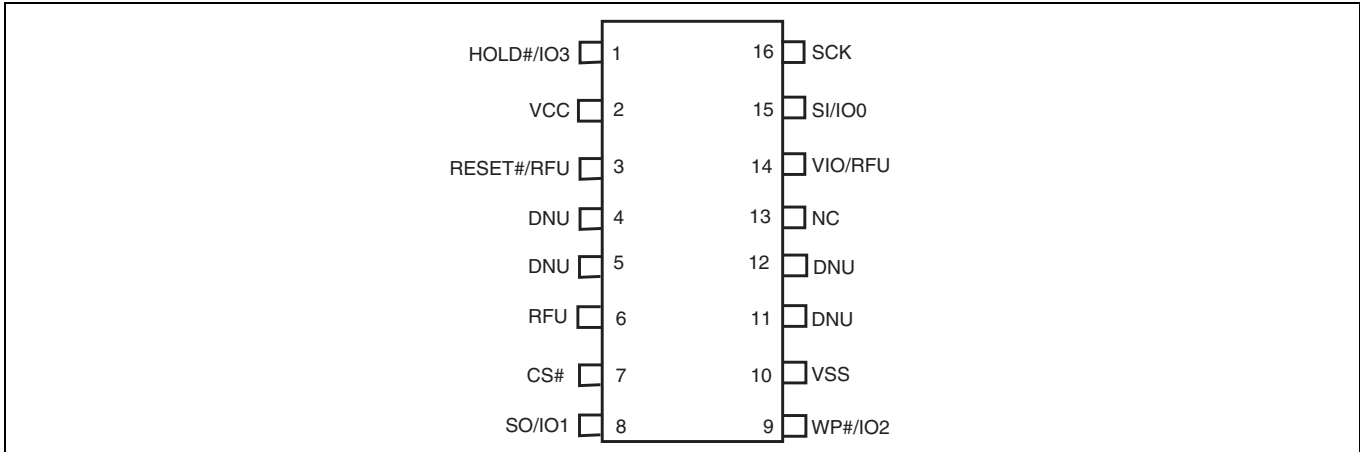 HOLD#/IO3 1 16 SCK
VCC 2 15 SI/IO0
RESET#/RFU 3 14 VIO/RFU
DNU 4 13 NC
DNU 5 12 DNU
RFU 6 11 DNU
CS# 7 10 VSS
SO/IO1 8 9 WP#/IO2